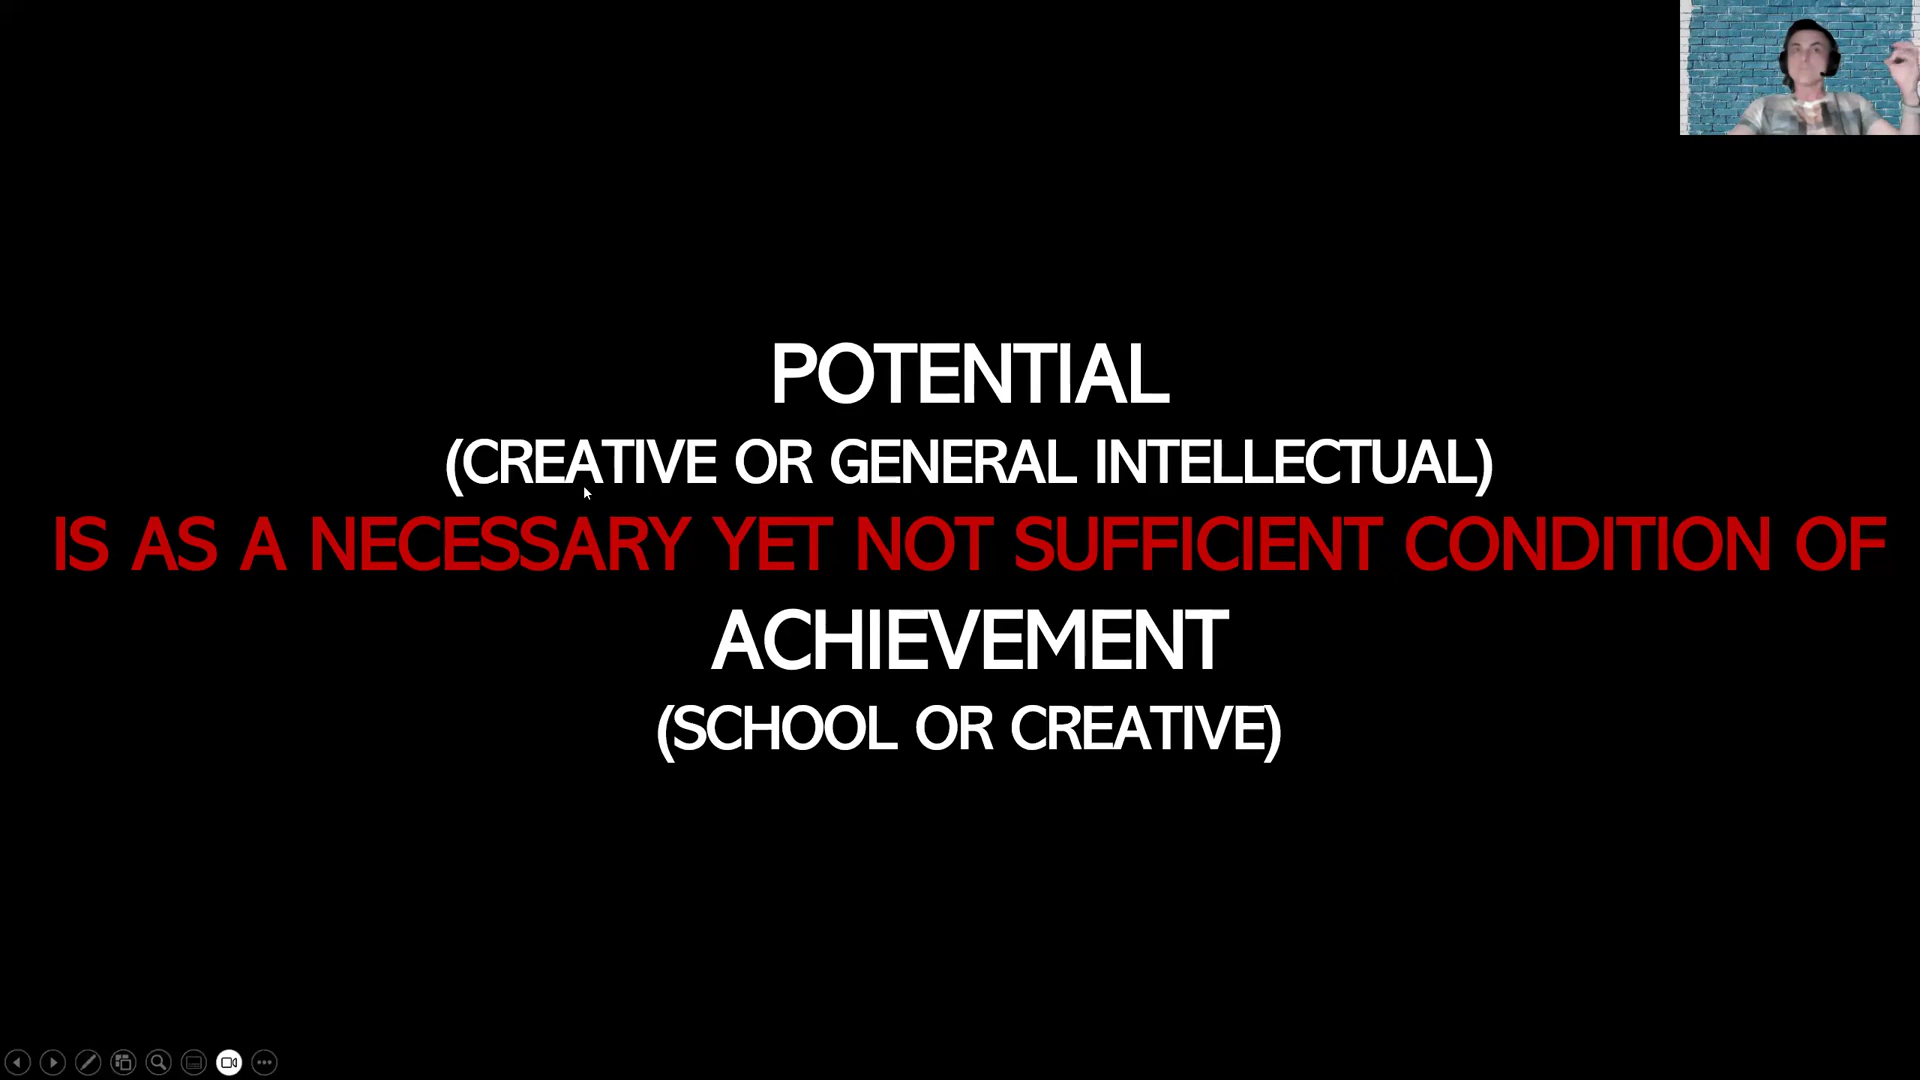 POTENTIAL
(CREATIVE OR GENERAL INTELLECTUAL)
IS AS A NECESSARY YET NOT SUFFICIENT CONDITION OF
ACHIEVEMENT
(SCHOOL OR CREATIVE)